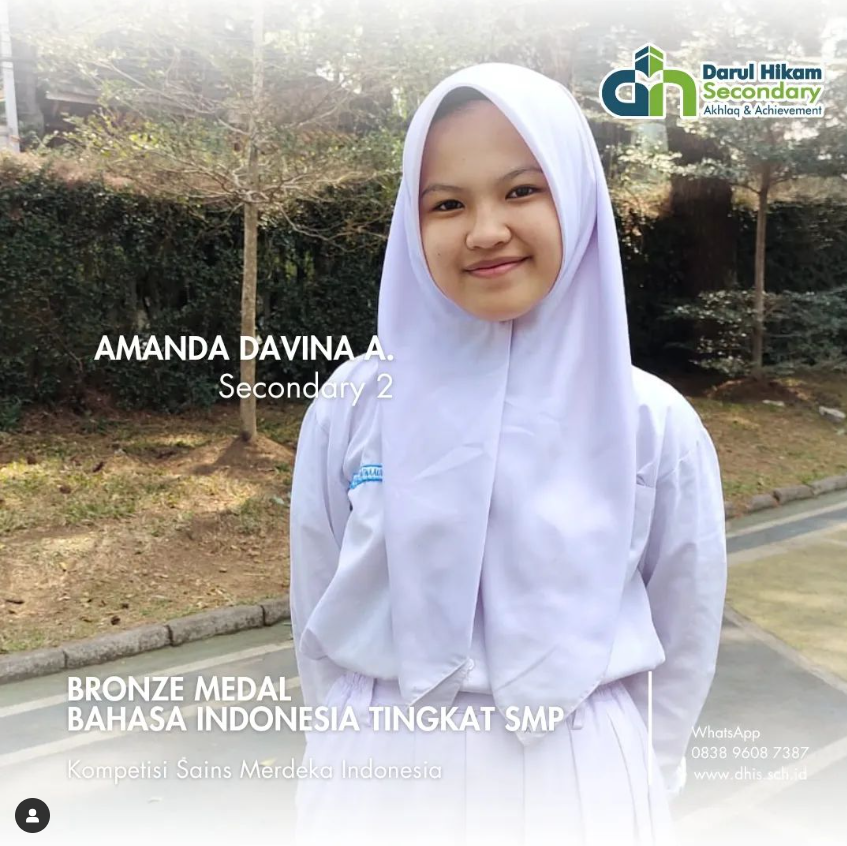 Darul Hikam
Secondary
Akhlaq & Achievement
AMANDA DAVINA A.
Secondary 2
BRONZE MEDAL
BAHASA INDONESIA TINGKAT SMP
Kompetisi Sains Merdeka Indonesia
WhatsApp
0838 9608 7387
www.dhis.sch.id